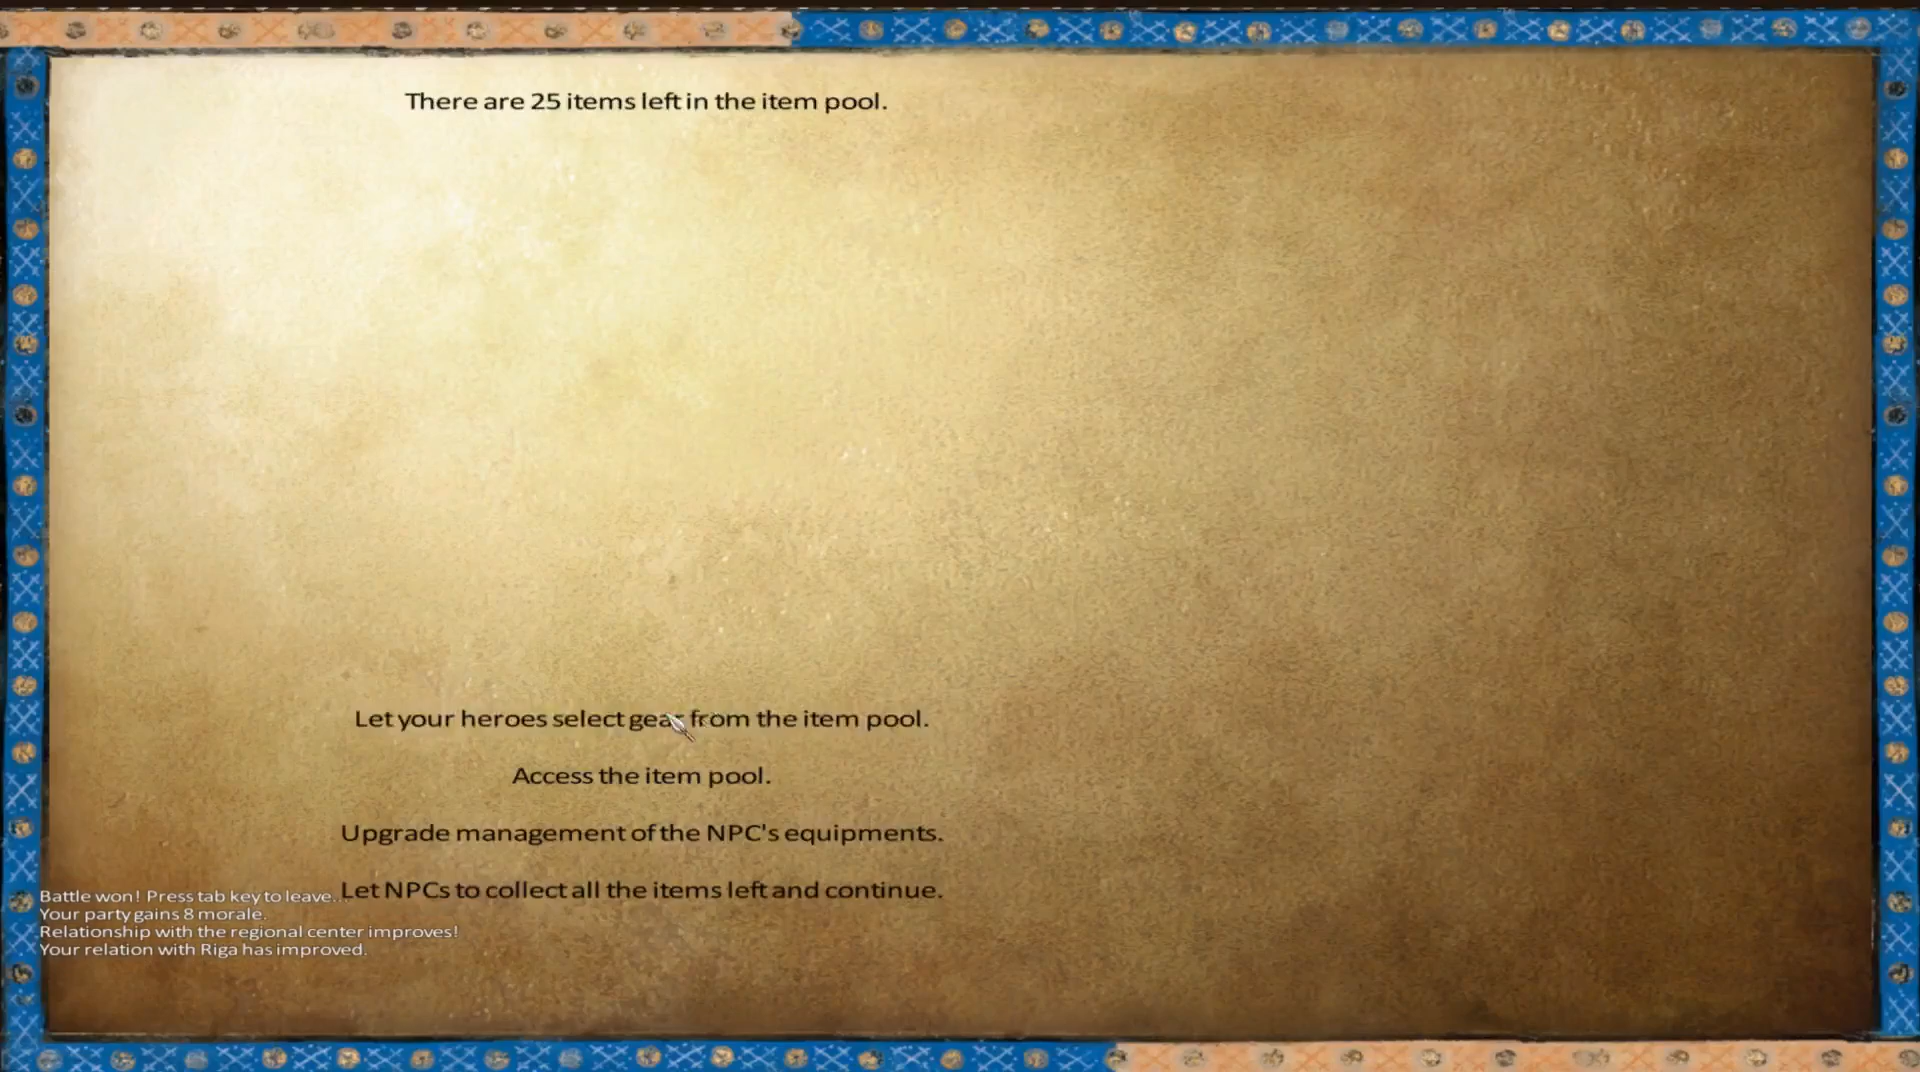 There are 25 items left in the item pool.
Let your heroes select gear from the item pool.
Access the item pool.
Upgrade management of the NPC's equipments.
Let NPCs to collect all the items left and continue.
Battle won! Press tab key to leave...
Your party gains 8 morale.
Relationship with the regional center improves!
Your relation with Riga has improved.